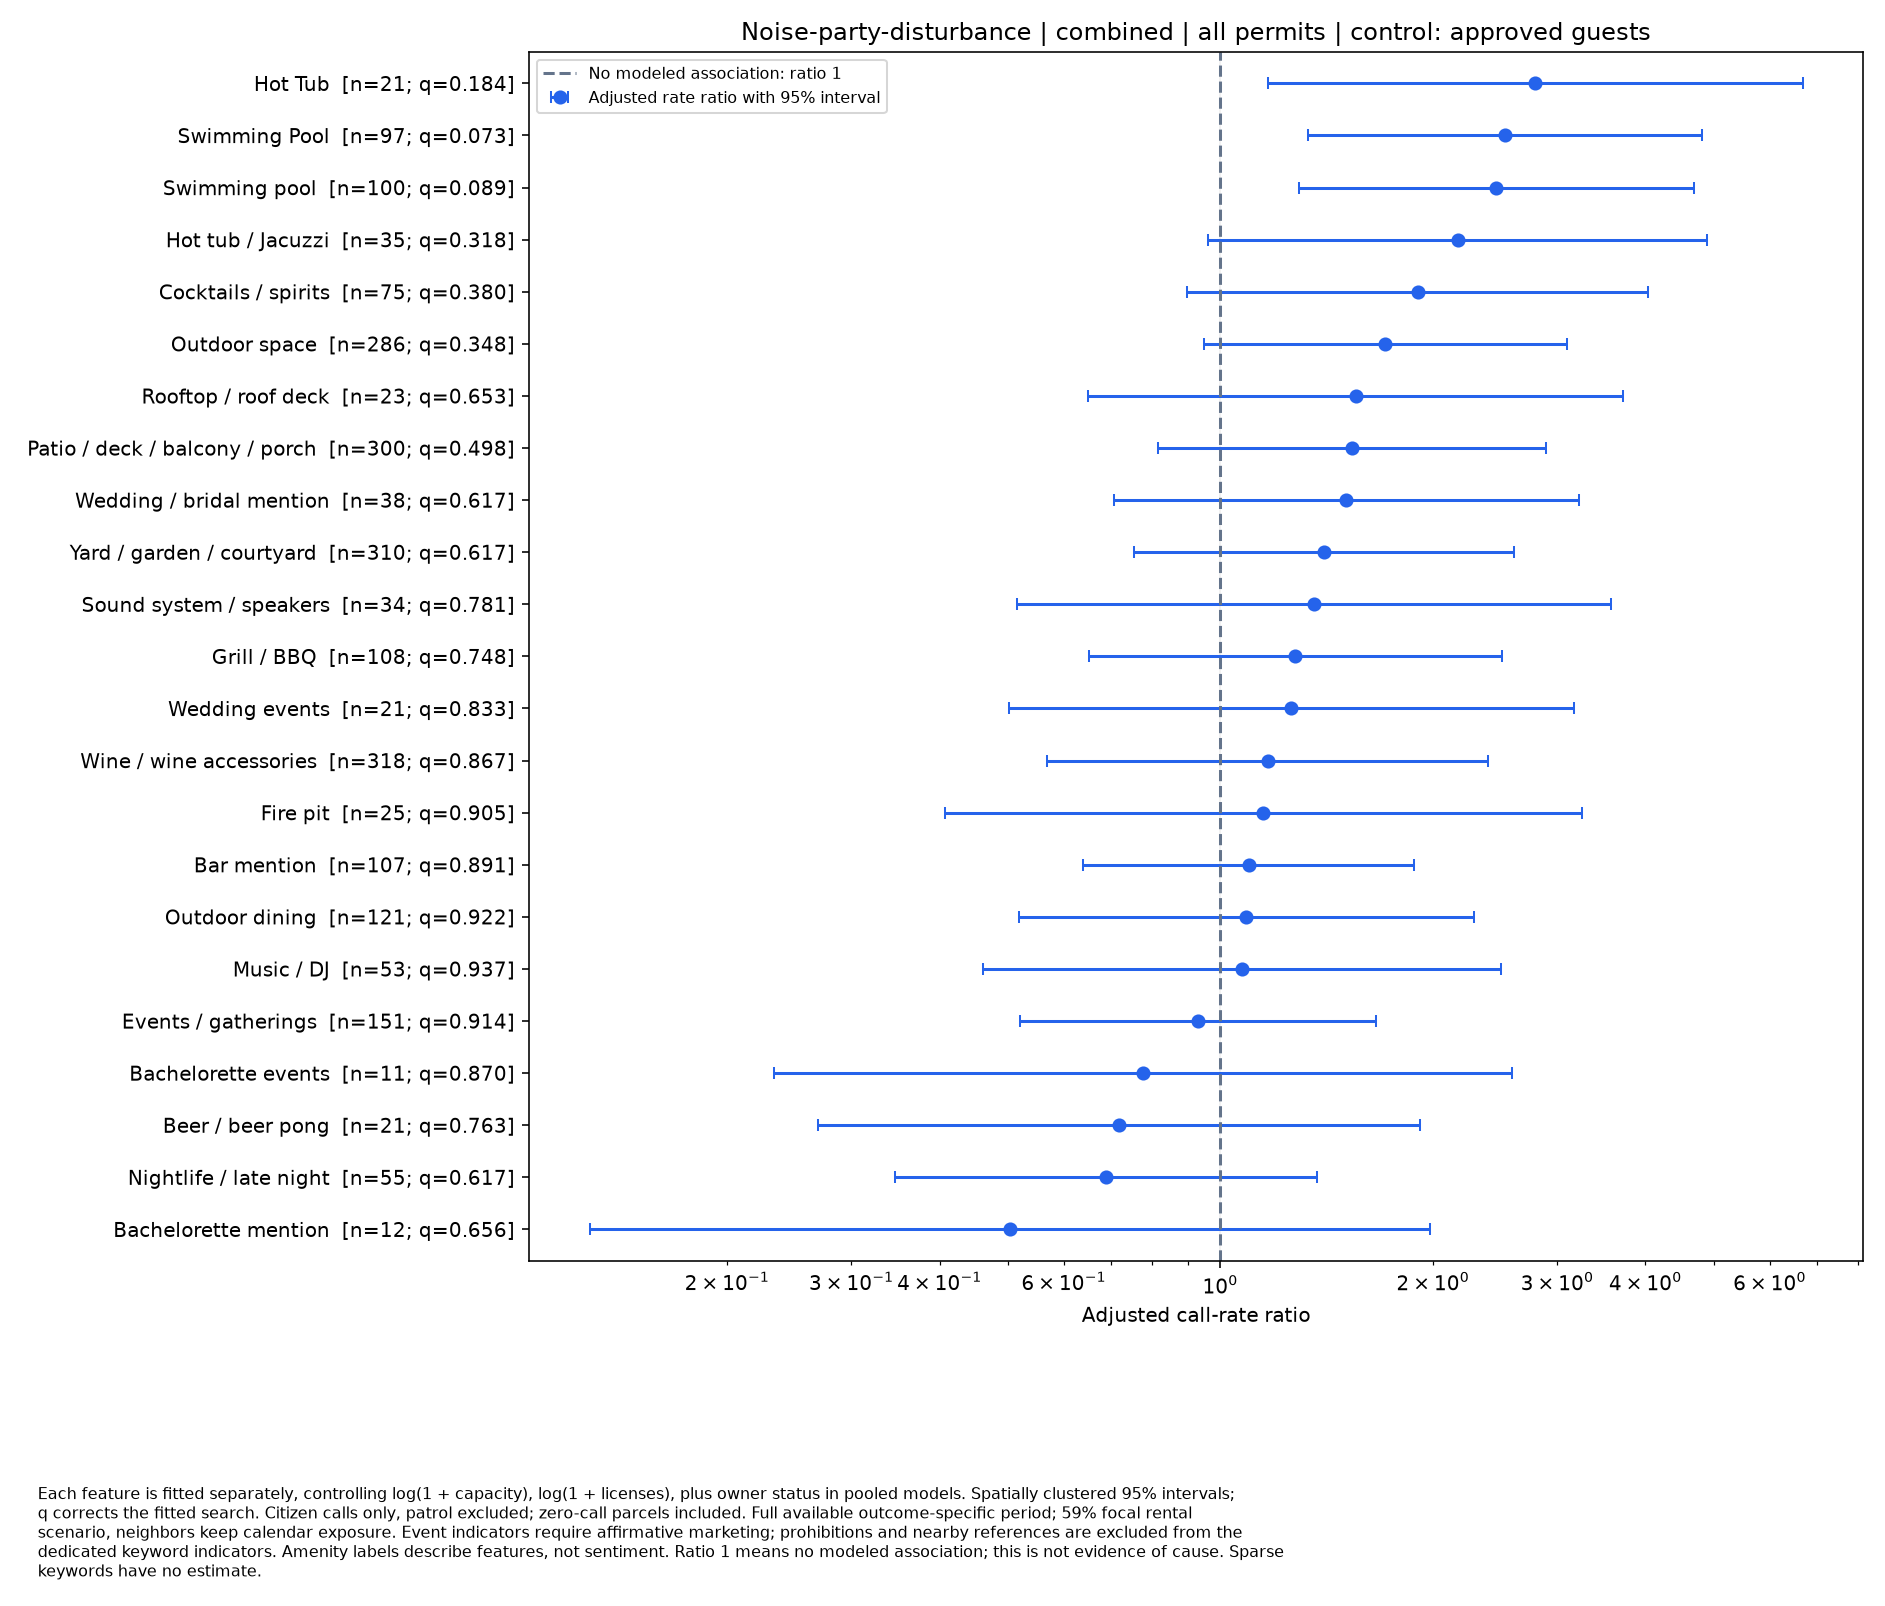 Noise-party-disturbance | combined | all permits | control: approved guests
No modeled association: ratio 1
Adjusted rate ratio with 95% interval
Hot Tub [n=21; q=0.184]
Swimming Pool [n=97; q=0.073]
Swimming pool [n=100; q=0.089]
Hot tub / Jacuzzi [n=35; q=0.318]
Cocktails / spirits [n=75; q=0.380]
Outdoor space [n=286; q=0.348]
Rooftop / roof deck [n=23; q=0.653]
Patio / deck / balcony / porch [n=300; q=0.498]
Wedding / bridal mention [n=38; q=0.617]
Yard / garden / courtyard [n=310; q=0.617]
Sound system / speakers [n=34; q=0.781]
Grill / BBQ [n=108; q=0.748]
Wedding events [n=21; q=0.833]
Wine / wine accessories [n=318; q=0.867]
Fire pit [n=25; q=0.905]
Bar mention [n=107; q=0.891]
Outdoor dining [n=121; q=0.922]
Music / DJ [n=53; q=0.937]
Events / gatherings [n=151; q=0.914]
Bachelorette events [n=11; q=0.870]
Beer / beer pong [n=21; q=0.763]
Nightlife / late night [n=55; q=0.617]
Bachelorette mention [n=12; q=0.656]
2 × 10⁻¹ 3 × 10⁻¹ 4 × 10⁻¹ 6 × 10⁻¹ 10⁰ 2 × 10⁰ 3 × 10⁰ 4 × 10⁰ 6 × 10⁰
Adjusted call-rate ratio
Each feature is fitted separately, controlling log(1 + capacity), log(1 + licenses), plus owner status in pooled models. Spatially clustered 95% intervals;
q corrects the fitted search. Citizen calls only, patrol excluded; zero-call parcels included. Full available outcome-specific period; 59% focal rental
scenario, neighbors keep calendar exposure. Event indicators require affirmative marketing; prohibitions and nearby references are excluded from the
dedicated keyword indicators. Amenity labels describe features, not sentiment. Ratio 1 means no modeled association; this is not evidence of cause. Sparse
keywords have no estimate.